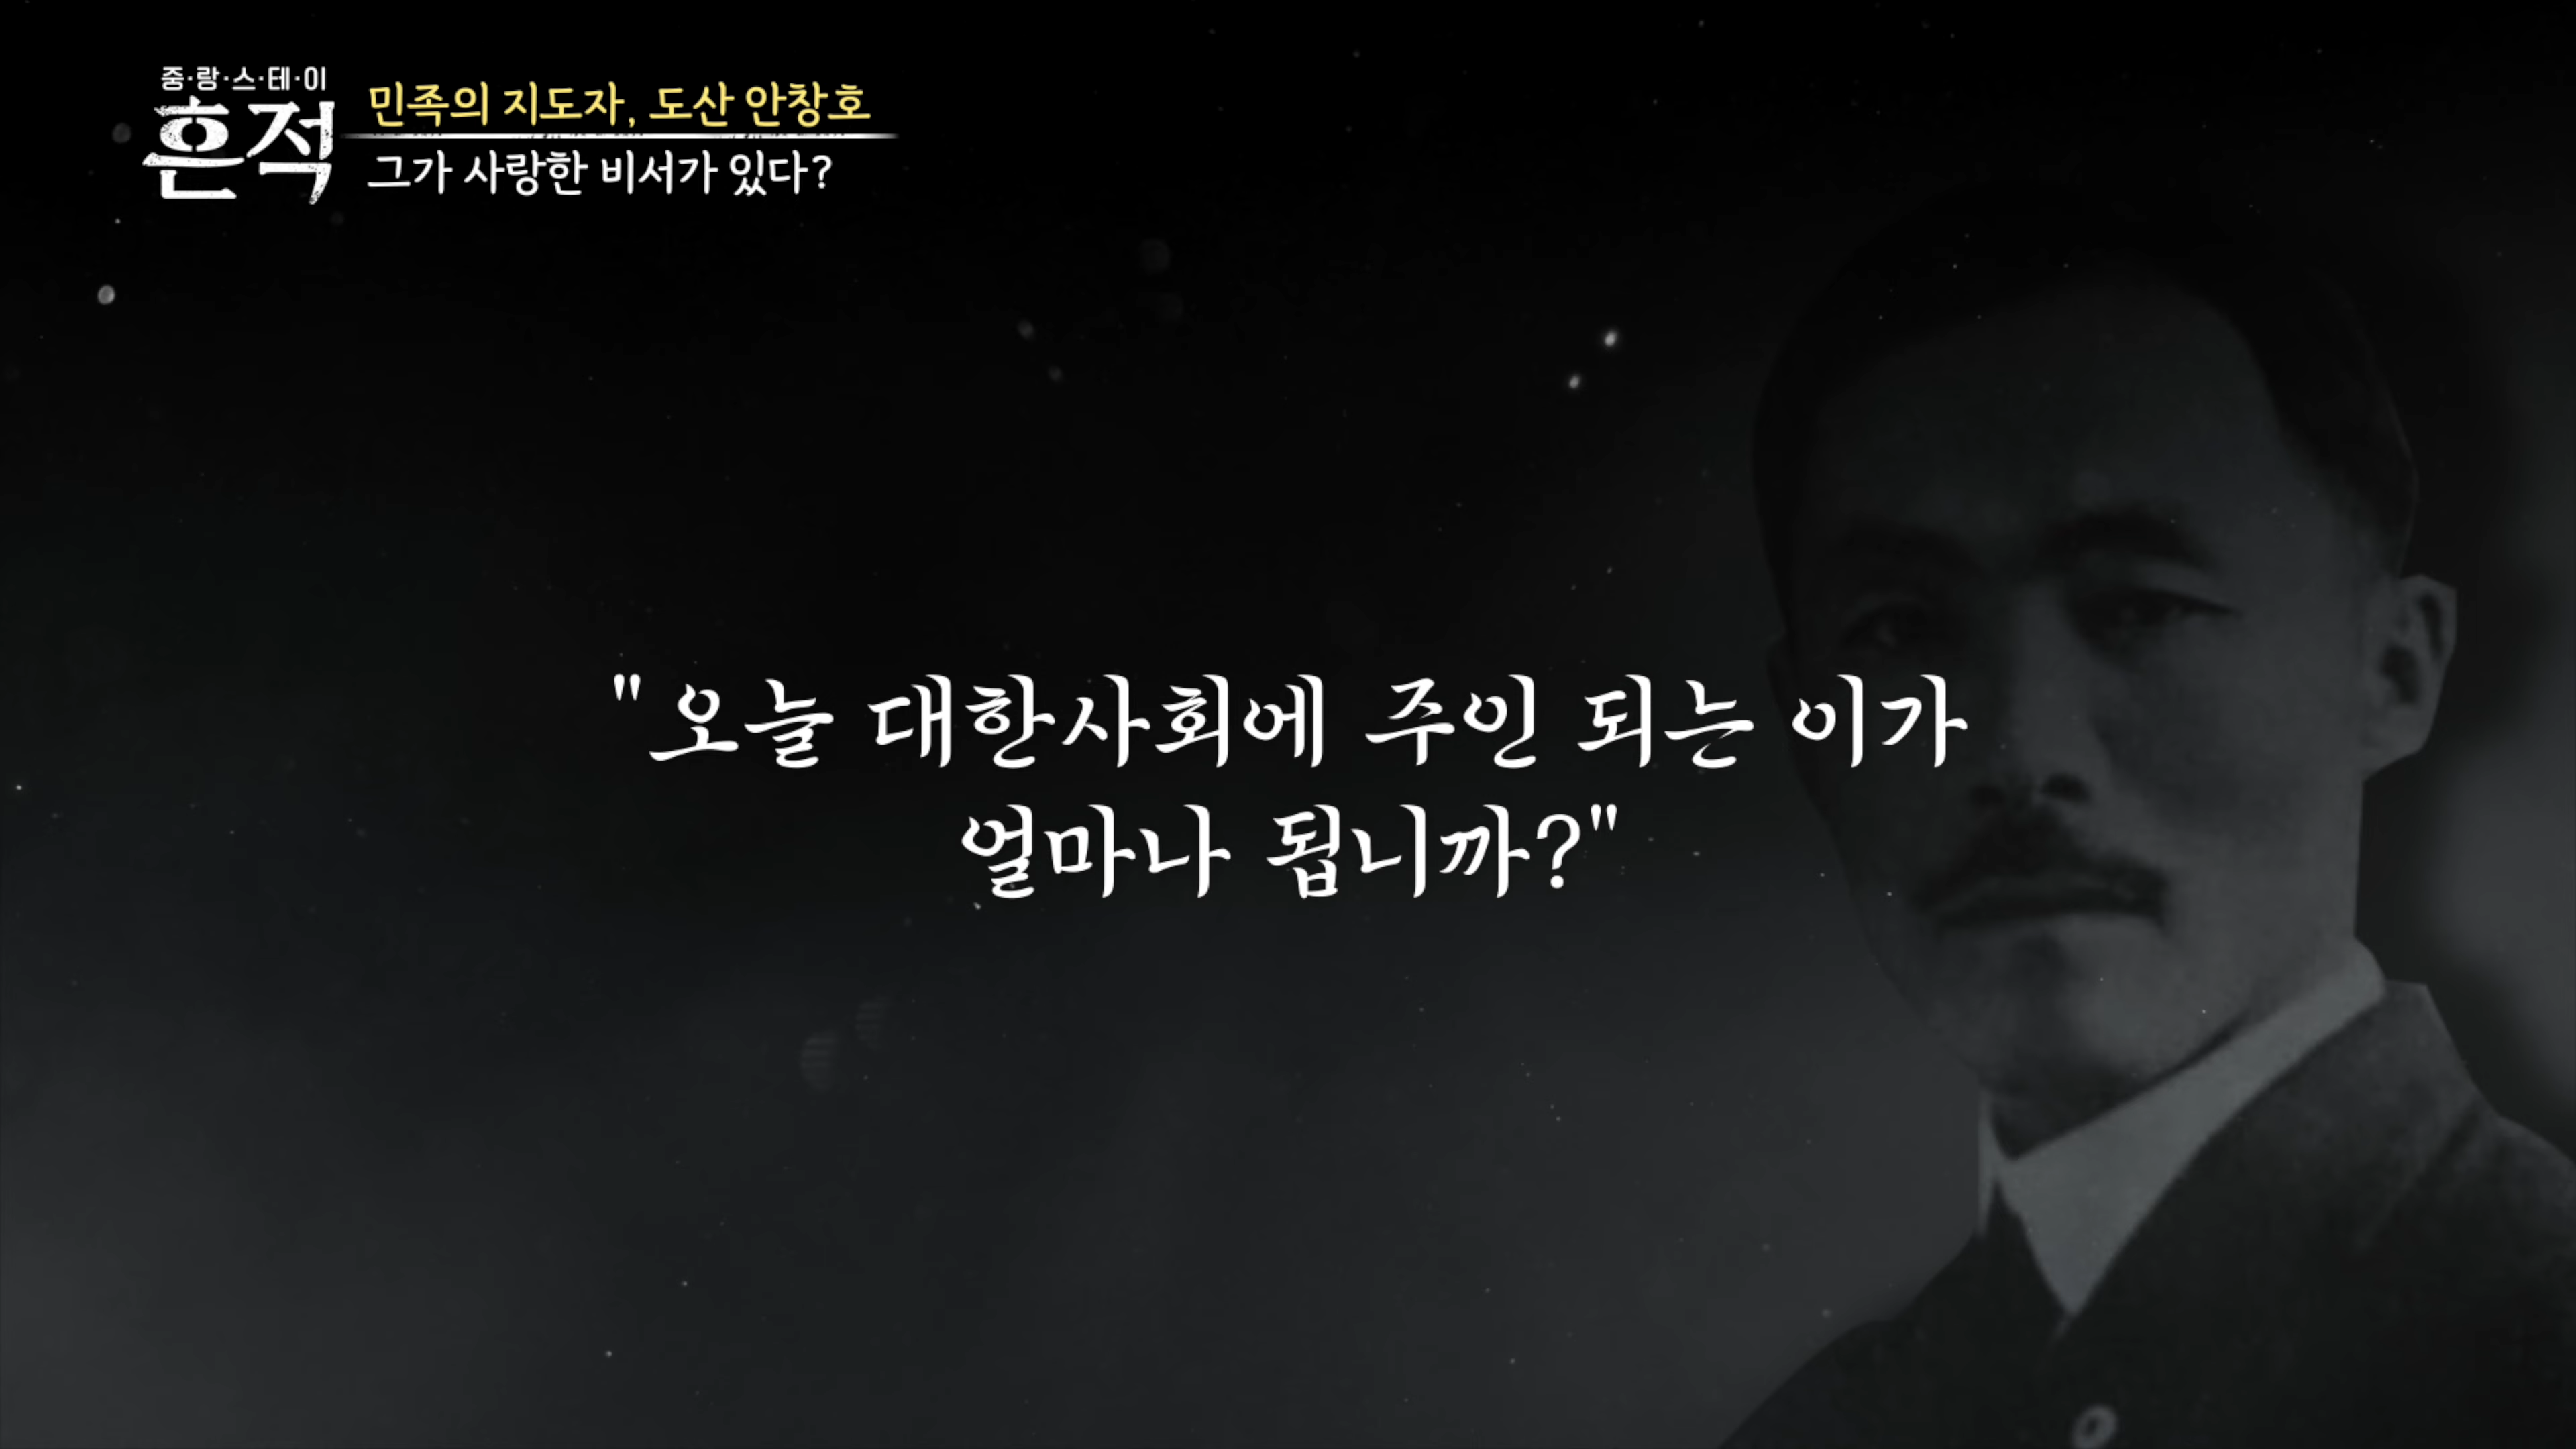 중·랑·스·테·이
흔적
민족의 지도자, 도산 안창호
그가 사랑한 비서가 있다?
"오늘 대한사회에 주인 되는 이가
얼마나 됩니까?"